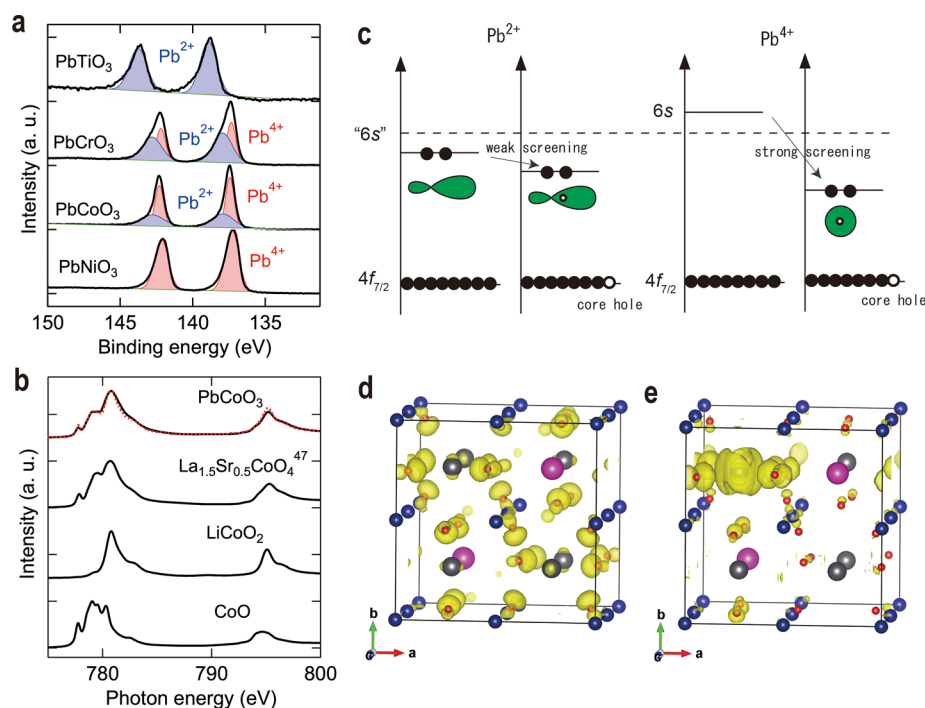 a
PbTiO3
Pb2+
PbCrO3
Pb2+
Pb4+
PbCoO3
Pb2+
Pb4+
PbNiO3
Pb4+
Intensity (a. u.)
150
145
140
135
Binding energy (eV)
b
PbCoO3
La1.5Sr0.5CoO4 47
LiCoO2
CoO
Intensity (a. u.)
780
790
800
Photon energy (eV)
c
Pb2+
Pb4+
"6s"
weak screening
6s
strong screening
4f7/2
core hole
4f7/2
core hole
d
b
a
e
b
a